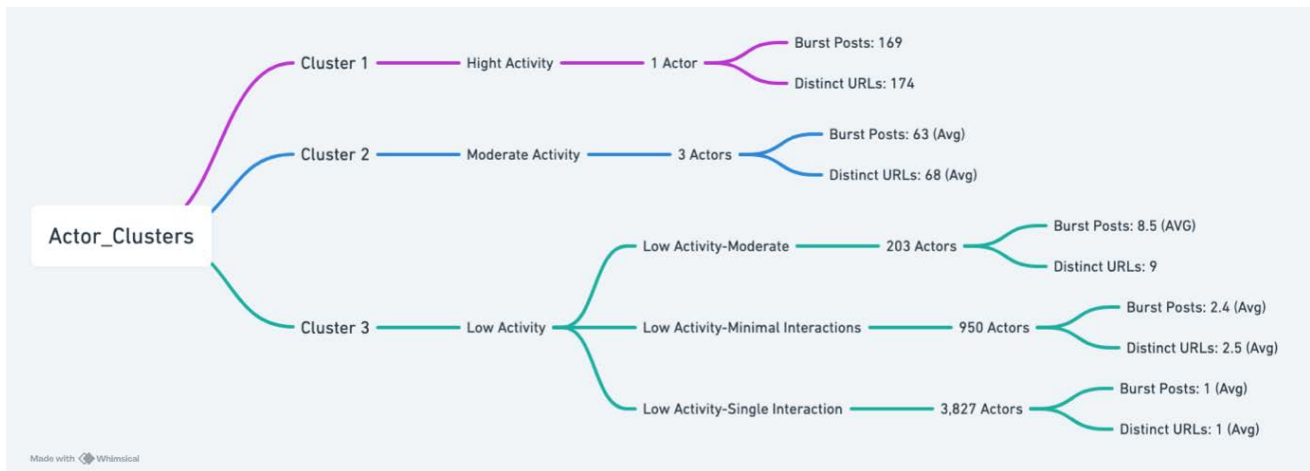 Actor_Clusters
Cluster 1
Hight Activity
1 Actor
Burst Posts: 169
Distinct URLs: 174
Cluster 2
Moderate Activity
3 Actors
Burst Posts: 63 (Avg)
Distinct URLs: 68 (Avg)
Cluster 3
Low Activity
Low Activity-Moderate
203 Actors
Burst Posts: 8.5 (AVG)
Distinct URLs: 9
Low Activity-Minimal Interactions
950 Actors
Burst Posts: 2.4 (Avg)
Distinct URLs: 2.5 (Avg)
Low Activity-Single Interaction
3,827 Actors
Burst Posts: 1 (Avg)
Distinct URLs: 1 (Avg)
Made with Whimsical